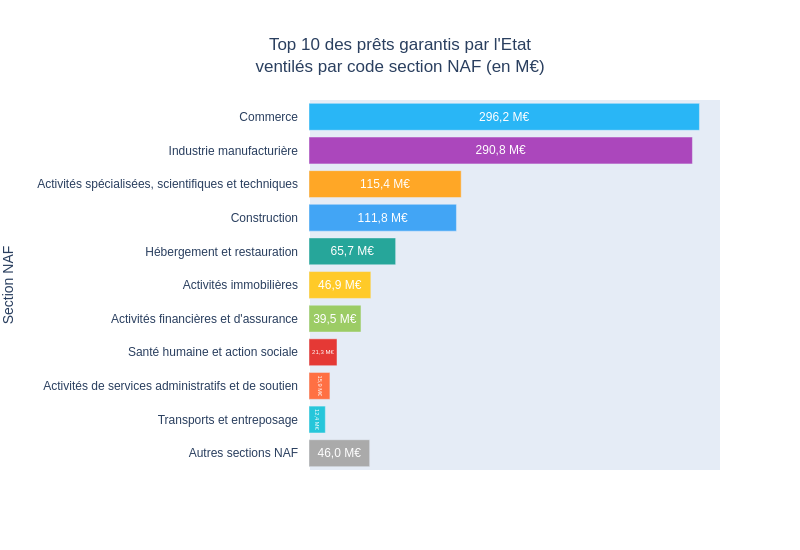 Top 10 des prêts garantis par l'Etat
ventilés par code section NAF (en M€)
Section NAF
Commerce 296,2 M€
Industrie manufacturière 290,8 M€
Activités spécialisées, scientifiques et techniques 115,4 M€
Construction 111,8 M€
Hébergement et restauration 65,7 M€
Activités immobilières 46,9 M€
Activités financières et d'assurance 39,5 M€
Santé humaine et action sociale 21,3 M€
Activités de services administratifs et de soutien
Transports et entreposage 12,4 M€
Autres sections NAF 46,0 M€